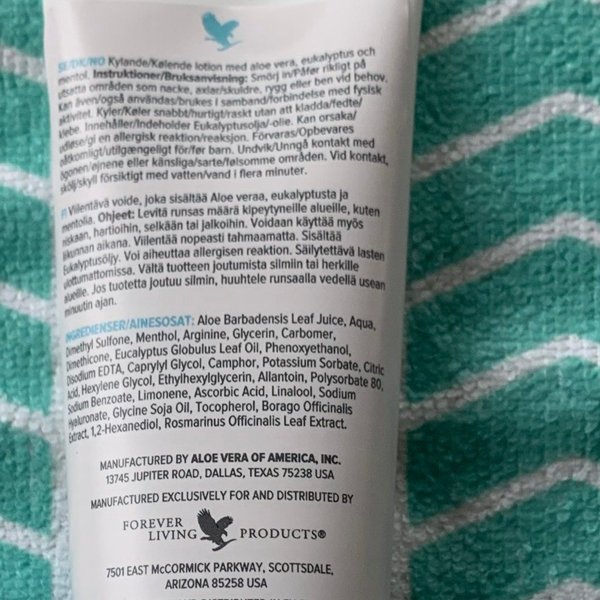 SE/DK/NO Kylande/Kølende lotion med aloe vera, eukalyptus och
mentol. Instruktioner/Bruksanvisning: Smörj in/Påfør rikligt på
utsatta områden som nacke, axlar/skuldre, rygg eller ben vid behov.
Kan även/også användas/brukes i samband/forbindelse med fysisk
aktivitet. Kyler/Køler snabbt/hurtigt/raskt utan att kladda/fedte/
klebe. Innehåller/Indeholder Eukalyptusolja/-olie. Kan orsaka/
udløse/gi en allergisk reaktion/reaksjon. Förvaras/Opbevares
oåtkomligt/utilgængeligt för/før barn. Undvik/Unngå kontakt med
ögonen/øjnene eller känsliga/sarte/følsomme områden. Vid kontakt,
skölj/skyll försiktigt med vatten/vand i flera minuter.
FI Viilentävä voide, joka sisältää Aloe veraa, eukalyptusta ja
mentolia. Ohjeet: Levitä runsas määrä kipeytyneille alueille, kuten
niskaan, hartioihin, selkään tai jalkoihin. Voidaan käyttää myös
liikunnan aikana. Viilentää nopeasti tahmaamatta. Sisältää
Eukalyptusöljy. Voi aiheuttaa allergisen reaktion. Säilytettävä lasten
ulottumattomissa. Vältä tuotteen joutumista silmiin tai herkille
alueille. Jos tuotetta joutuu silmiin, huuhtele runsaalla vedellä usean
minuutin ajan.
INGREDIENSER/AINESOSAT: Aloe Barbadensis Leaf Juice, Aqua,
Dimethyl Sulfone, Menthol, Arginine, Glycerin, Carbomer,
Dimethicone, Eucalyptus Globulus Leaf Oil, Phenoxyethanol,
Disodium EDTA, Caprylyl Glycol, Camphor, Potassium Sorbate, Citric
Acid, Hexylene Glycol, Ethylhexylglycerin, Allantoin, Polysorbate 80,
Sodium Benzoate, Limonene, Ascorbic Acid, Linalool, Sodium
Hyaluronate, Glycine Soja Oil, Tocopherol, Borago Officinalis
Extract, 1,2-Hexanediol, Rosmarinus Officinalis Leaf Extract.
MANUFACTURED BY ALOE VERA OF AMERICA, INC.
13745 JUPITER ROAD, DALLAS, TEXAS 75238 USA
MANUFACTURED EXCLUSIVELY FOR AND DISTRIBUTED BY
FOREVER
LIVING PRODUCTS®
7501 EAST McCORMICK PARKWAY, SCOTTSDALE,
ARIZONA 85258 USA